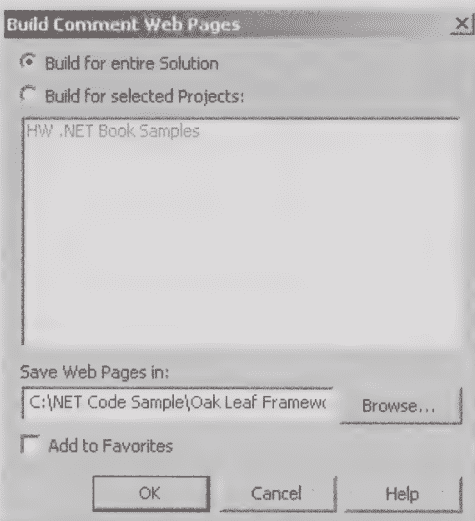 Build Comment Web Pages
Build for entire Solution
Build for selected Projects:
HW .NET Book Samples
Save Web Pages in:
C:\NET Code Sample\Oak Leaf Framewo
Browse...
Add to Favorites
OK
Cancel
Help